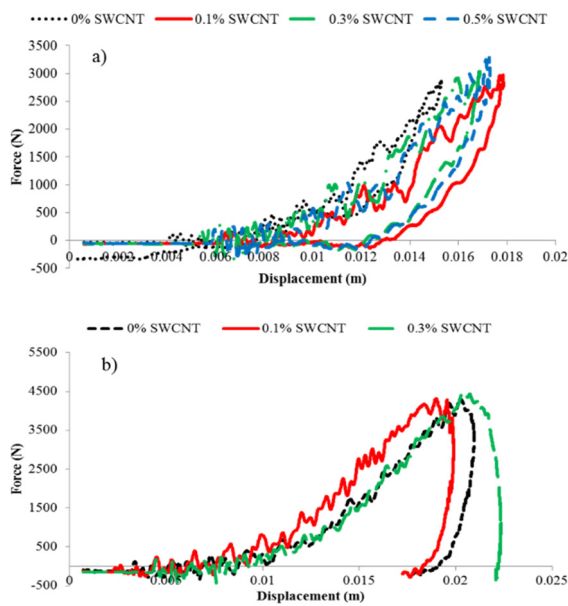 0% SWCNT 0.1% SWCNT 0.3% SWCNT 0.5% SWCNT
a)
3500
3000
2500
2000
1500
1000
500
0
-500
Force (N)
0 0.002 0.004 0.006 0.008 0.01 0.012 0.014 0.016 0.018 0.02
Displacement (m)
0% SWCNT 0.1% SWCNT 0.3% SWCNT
b)
5500
4500
3500
2500
1500
500
-500
Force (N)
0 0.005 0.01 0.015 0.02 0.025
Displacement (m)